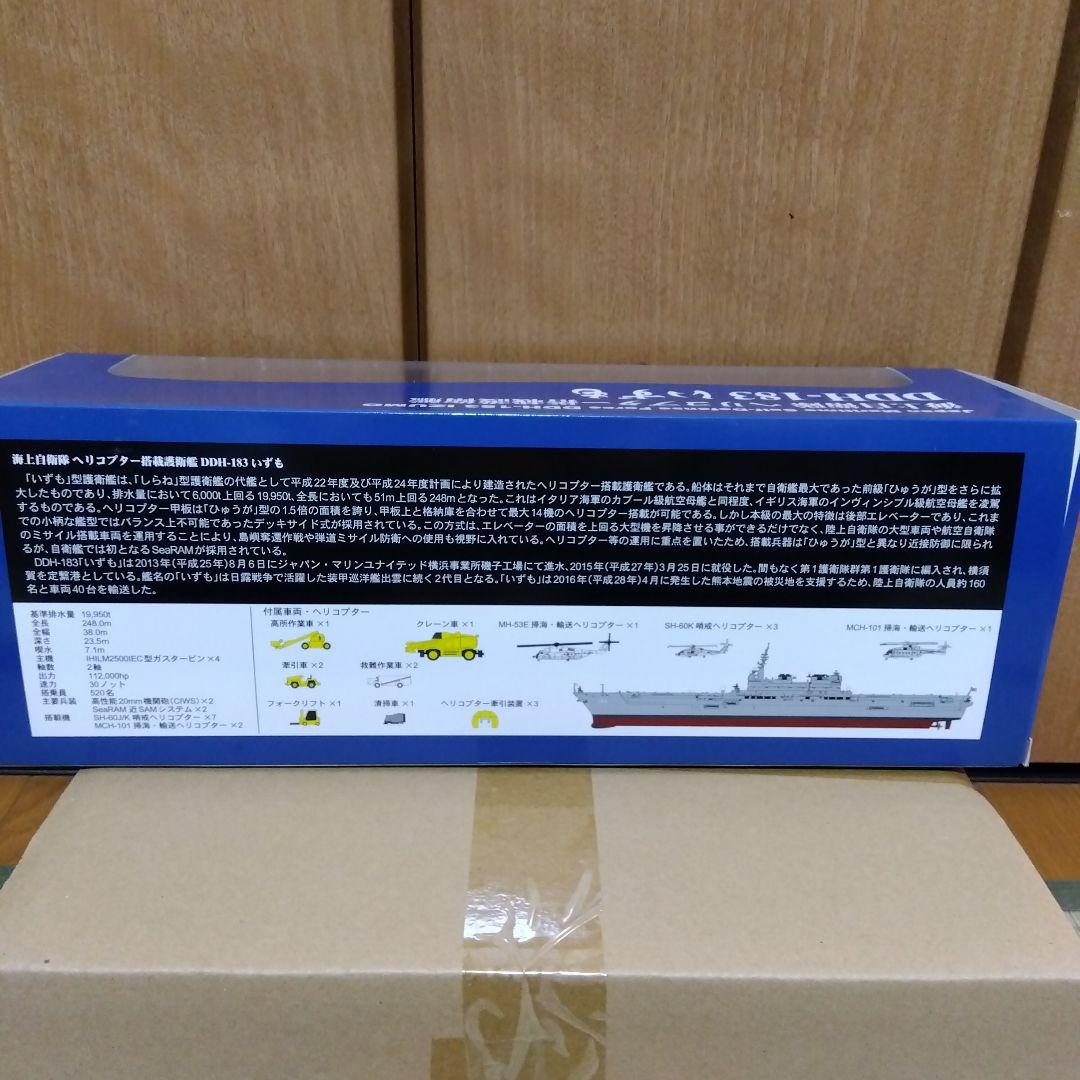 DDH-183 いずも
海上自衛隊
ヘリコプター搭載護衛艦
Japan Maritime Self-Defense Force DDH-183 IZUMO
海上自衛隊 ヘリコプター搭載護衛艦 DDH-183 いずも
「いずも」型護衛艦は、「しらね」型護衛艦の代艦として平成22年度及び平成24年度計画により建造されたヘリコプター搭載護衛艦である。船体はそれまで自衛艦最大であった前級「ひゅうが」型をさらに拡
大したものであり、排水量において6,000t上回る19,950t、全長においても51m上回る248mとなった。これはイタリア海軍のカブール級航空母艦と同程度、イギリス海軍のインヴィンシブル級航空母艦を凌駕
するものである。ヘリコプター甲板は「ひゅうが」型の1.5倍の面積を誇り、甲板上と格納庫を合わせて最大14機のヘリコプター搭載が可能である。しかし本級の最大の特徴は後部エレベーターであり、これま
での小柄な艦型ではバランス上不可能であったデッキサイド式が採用されている。この方式は、エレベーターの面積を上回る大型機を昇降させる事ができるだけでなく、陸上自衛隊の大型車両や航空自衛隊
のミサイル搭載車両を運用することにより、島嶼奪還作戦や弾道ミサイル防衛への使用も視野に入れている。ヘリコプター等の運用に重点を置いたため、搭載兵器は「ひゅうが」型と異なり近接防御に限られ
るが、自衛艦では初となるSeaRAMが採用されている。
DDH-183「いずも」は2013年(平成25年)8月6日にジャパン・マリンユナイテッド横浜事業所磯子工場にて進水、2015年(平成27年)3月25日に就役した。間もなく第1護衛隊群第1護衛隊に編入され、横須
賀を定繋港としている。艦名の「いずも」は日露戦争で活躍した装甲巡洋艦出雲に続く2代目となる。「いずも」は2016年(平成28年)4月に発生した熊本地震の被災地を支援するため、陸上自衛隊の人員約160
名と車両40台を輸送した。
基準排水量 19,950t
全長 248.0m
全幅 38.0m
深さ 23.5m
喫水 7.1m
主機 IHILM2500IEC型ガスタービン×4
軸数 2軸
出力 112,000hp
速力 30ノット
搭乗員 520名
主要兵装 高性能20mm機関砲(CIWS)×2
SeaRAM 近SAMシステム×2
搭載機 SH-60J/K 哨戒ヘリコプター×7
MCH-101 掃海・輸送ヘリコプター×2
付属車両・ヘリコプター
高所作業車×1
クレーン車×1
MH-53E 掃海・輸送ヘリコプター×1
SH-60K 哨戒ヘリコプター×3
MCH-101 掃海・輸送ヘリコプター×1
牽引車×2
救難作業車×2
フォークリフト×1
清掃車×1
ヘリコプター牽引装置×3